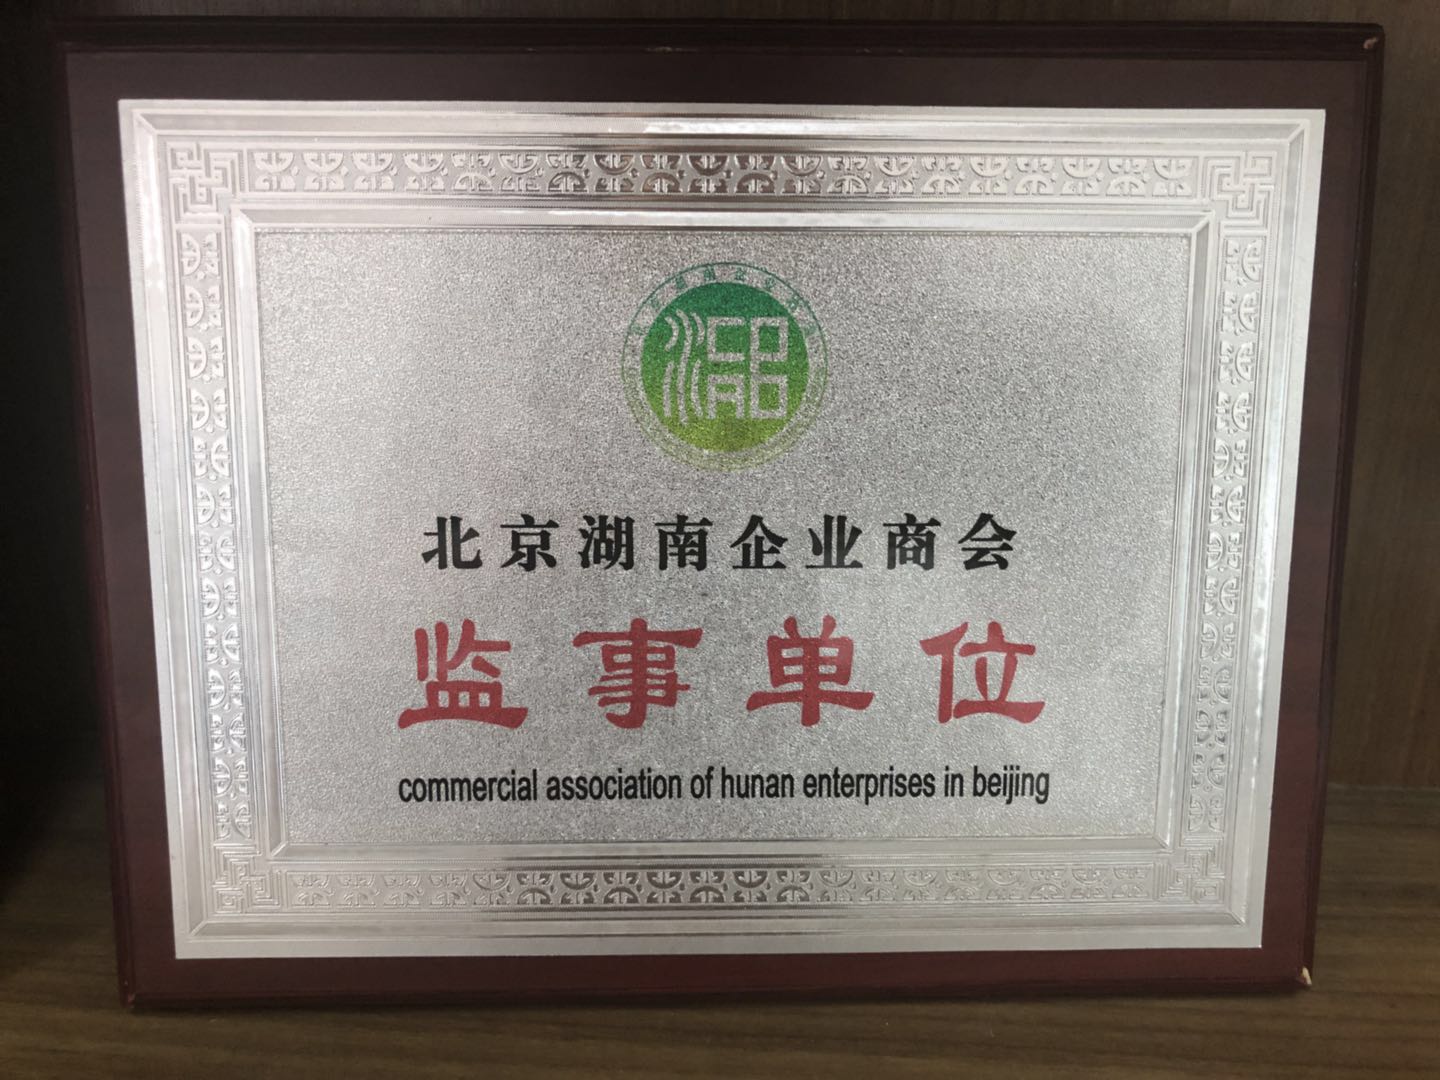 北京湖南企业商会
监事单位
commercial association of hunan enterprises in beijing